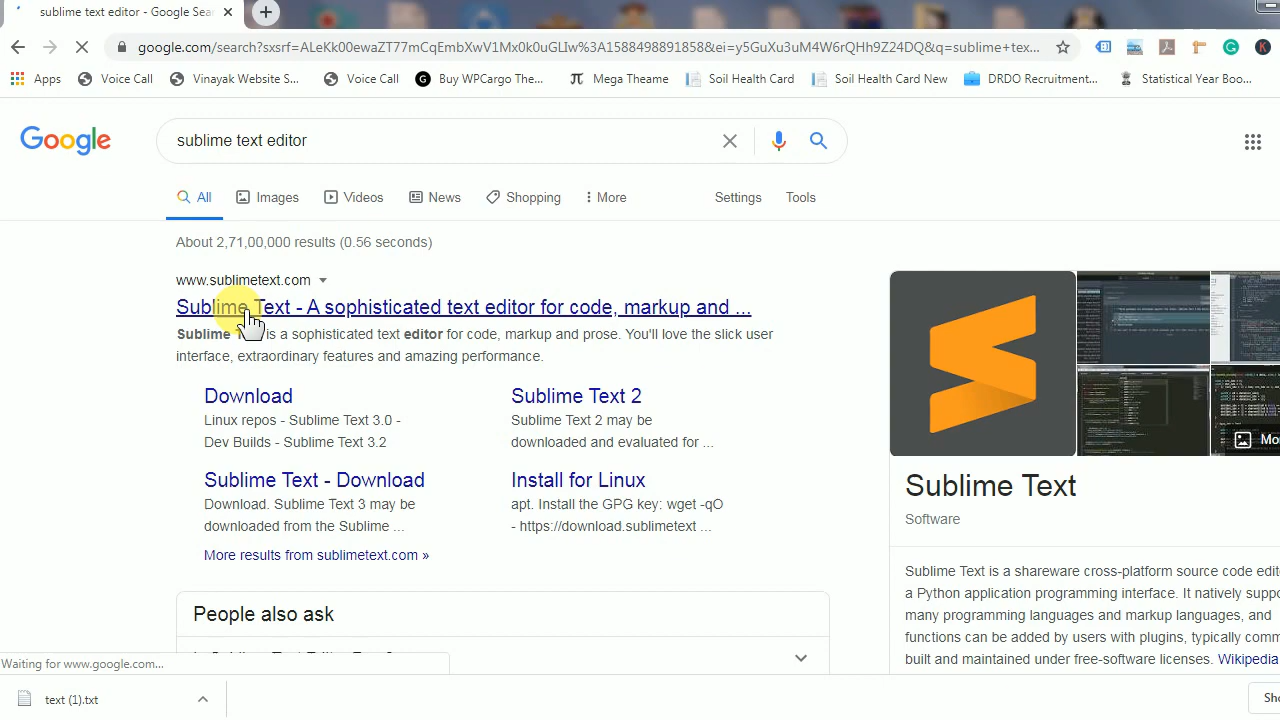 sublime text editor - Google Sea
google.com/search?sxsrf=ALeKk00ewaZT77mCqEmbXwV1Mx0k0uGLIw%3A1588498891858&ei=y5GuXu3uM4W6rQHh9Z24DQ&q=sublime+tex...
Apps Voice Call Vinayak Website S... Voice Call Buy WPCargo The... Mega Theame Soil Health Card Soil Health Card New DRDO Recruitment... Statistical Year Boo...
Google
sublime text editor
All Images Videos News Shopping More Settings Tools
About 2,71,00,000 results (0.56 seconds)
www.sublimetext.com
Sublime Text - A sophisticated text editor for code, markup and ...
a sophisticated text editor for code, markup and prose. You'll love the slick user
interface, extraordinary features and amazing performance.
Download
Linux repos - Sublime Text 3.1 - ...
Dev Builds - Sublime Text 3.2 - ...
Sublime Text 2
Sublime Text 2 may be
downloaded and evaluated for ...
Sublime Text - Download
Download. Sublime Text 3 may be
downloaded from the Sublime ...
Install for Linux
apt. Install the GPG key: wget -qO
- https://download.sublimetext ...
More results from sublimetext.com »
People also ask
Sublime Text
Software
Sublime Text is a shareware cross-platform source code edit
a Python application programming interface. It natively suppo
many programming languages and markup languages, and
functions can be added by users with plugins, typically comm
built and maintained under free-software licenses. Wikipedia
Waiting for www.google.com...
text (1).txt
Sho